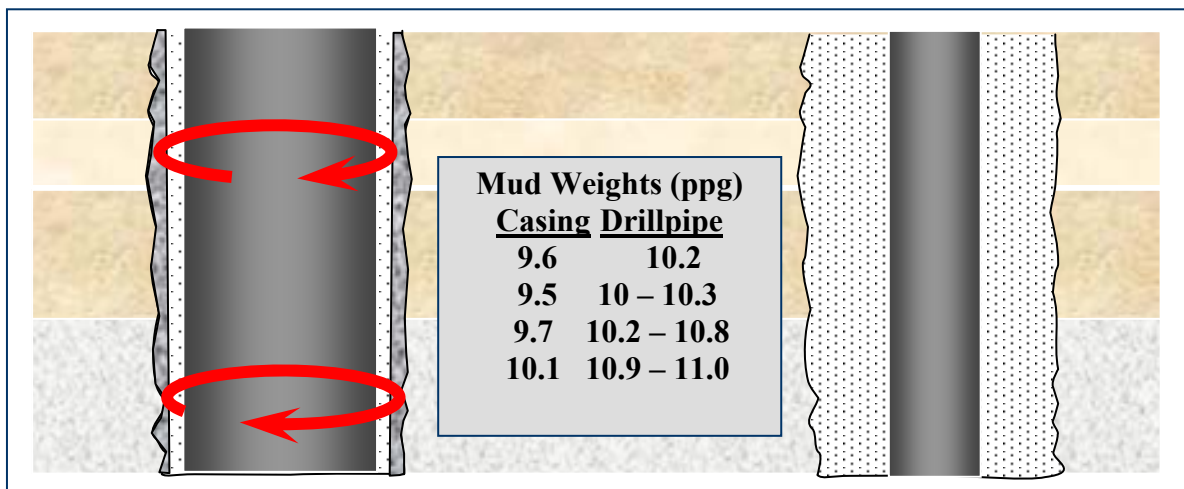 Mud Weights (ppg)
Casing Drillpipe
9.6 10.2
9.5 10 – 10.3
9.7 10.2 – 10.8
10.1 10.9 – 11.0